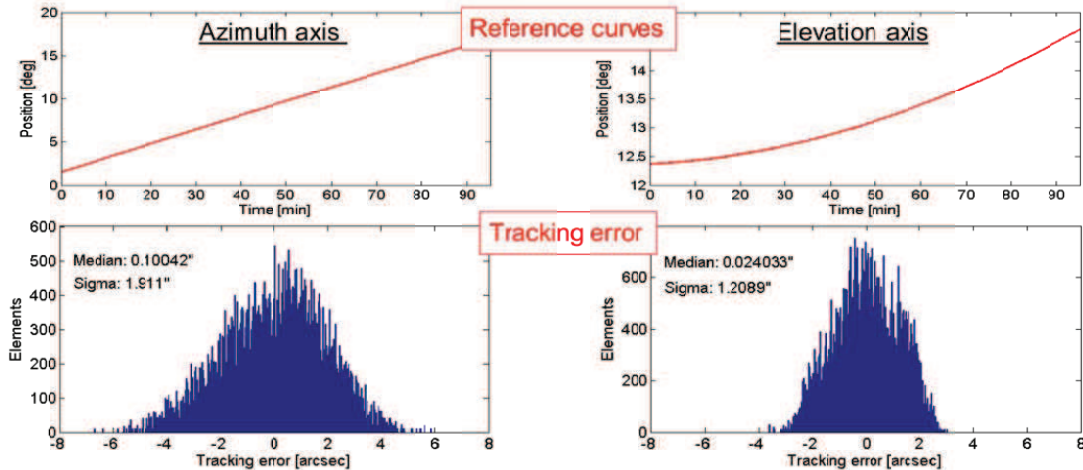 Azimuth axis
Reference curves
Elevation axis
20
15
10
5
0
Position [deg]
0 10 20 30 40 50 60 70 80 90
Time [min]
14
13.5
13
12.5
12
Position [deg]
0 10 20 30 40 50 60 70 80 90
Time [min]
Tracking error
Median: 0.10042"
Sigma: 1.911"
600
500
400
300
200
100
0
Elements
-8 -6 -4 -2 0 2 4 6 8
Tracking error [arcsec]
Median: 0.024033"
Sigma: 1.2089"
600
400
200
0
Elements
-8 -6 -4 -2 0 2 4 6 8
Tracking error [arcsec]